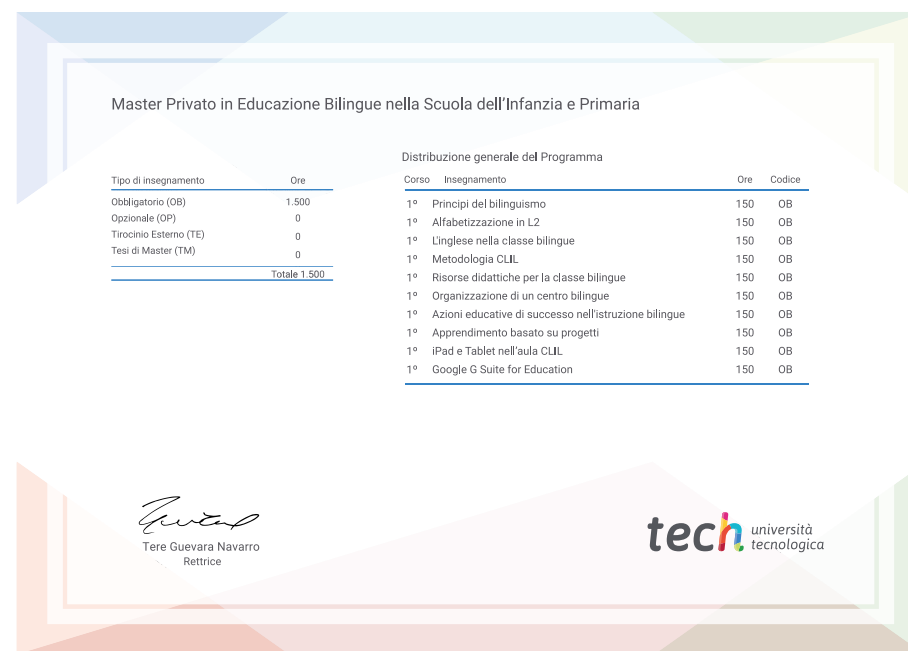 Master Privato in Educazione Bilingue nella Scuola dell'Infanzia e Primaria
Tipo di insegnamento Ore
Obbligatorio (OB) 1.500
Opzionale (OP) 0
Tirocinio Esterno (TE) 0
Tesi di Master (TM) 0
Totale 1.500
Distribuzione generale del Programma
Corso Insegnamento Ore Codice
1º Principi del bilinguismo 150 OB
1º Alfabetizzazione in L2 150 OB
1º L'inglese nella classe bilingue 150 OB
1º Metodologia CLIL 150 OB
1º Risorse didattiche per la classe bilingue 150 OB
1º Organizzazione di un centro bilingue 150 OB
1º Azioni educative di successo nell'istruzione bilingue 150 OB
1º Apprendimento basato su progetti 150 OB
1º iPad e Tablet nell'aula CLIL 150 OB
1º Google G Suite for Education 150 OB
Tere Guevara Navarro
Rettrice
tech università
tecnologica